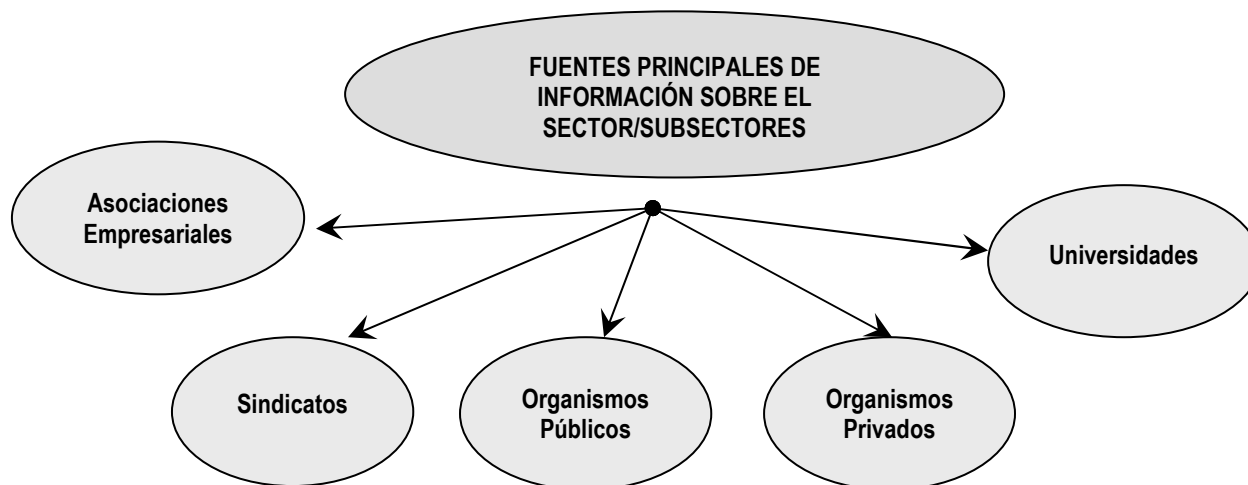 FUENTES PRINCIPALES DE
INFORMACIÓN SOBRE EL
SECTOR/SUBSECTORES
Asociaciones
Empresariales
Universidades
Sindicatos
Organismos
Públicos
Organismos
Privados